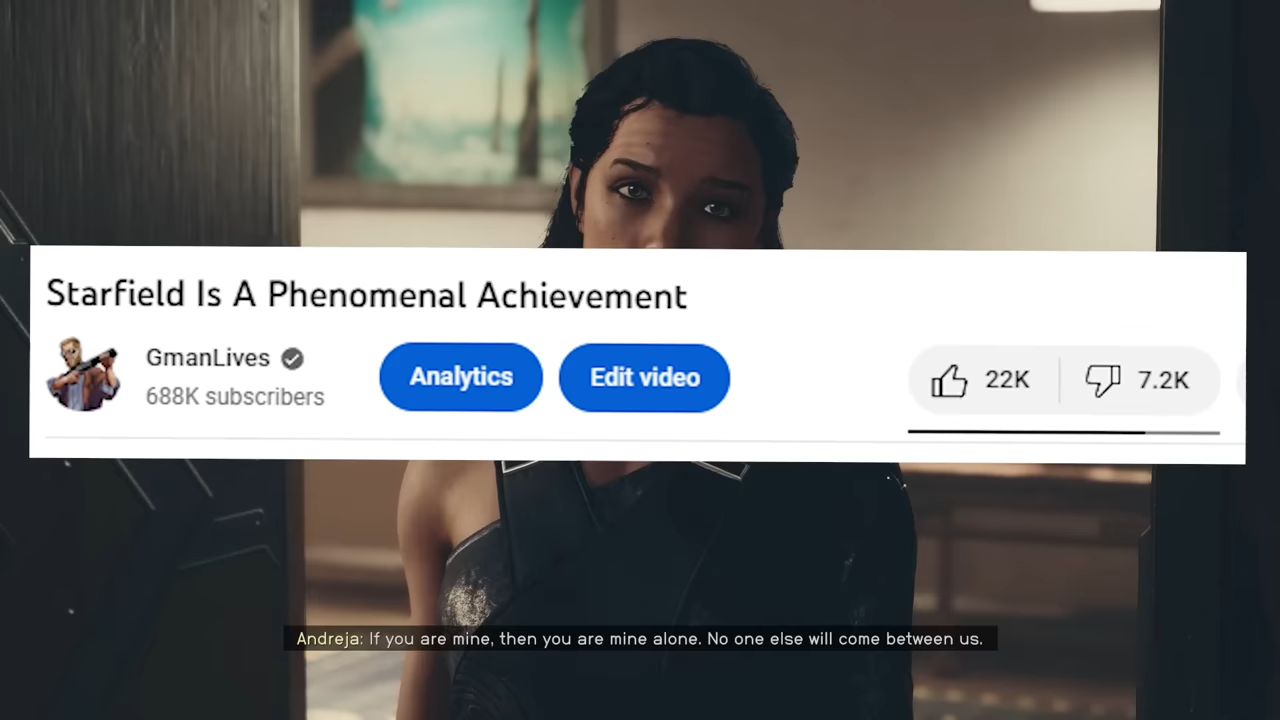 Starfield Is A Phenomenal Achievement
GmanLives
688K subscribers
Analytics
Edit video
22K
7.2K
Andreja: If you are mine, then you are mine alone. No one else will come between us.